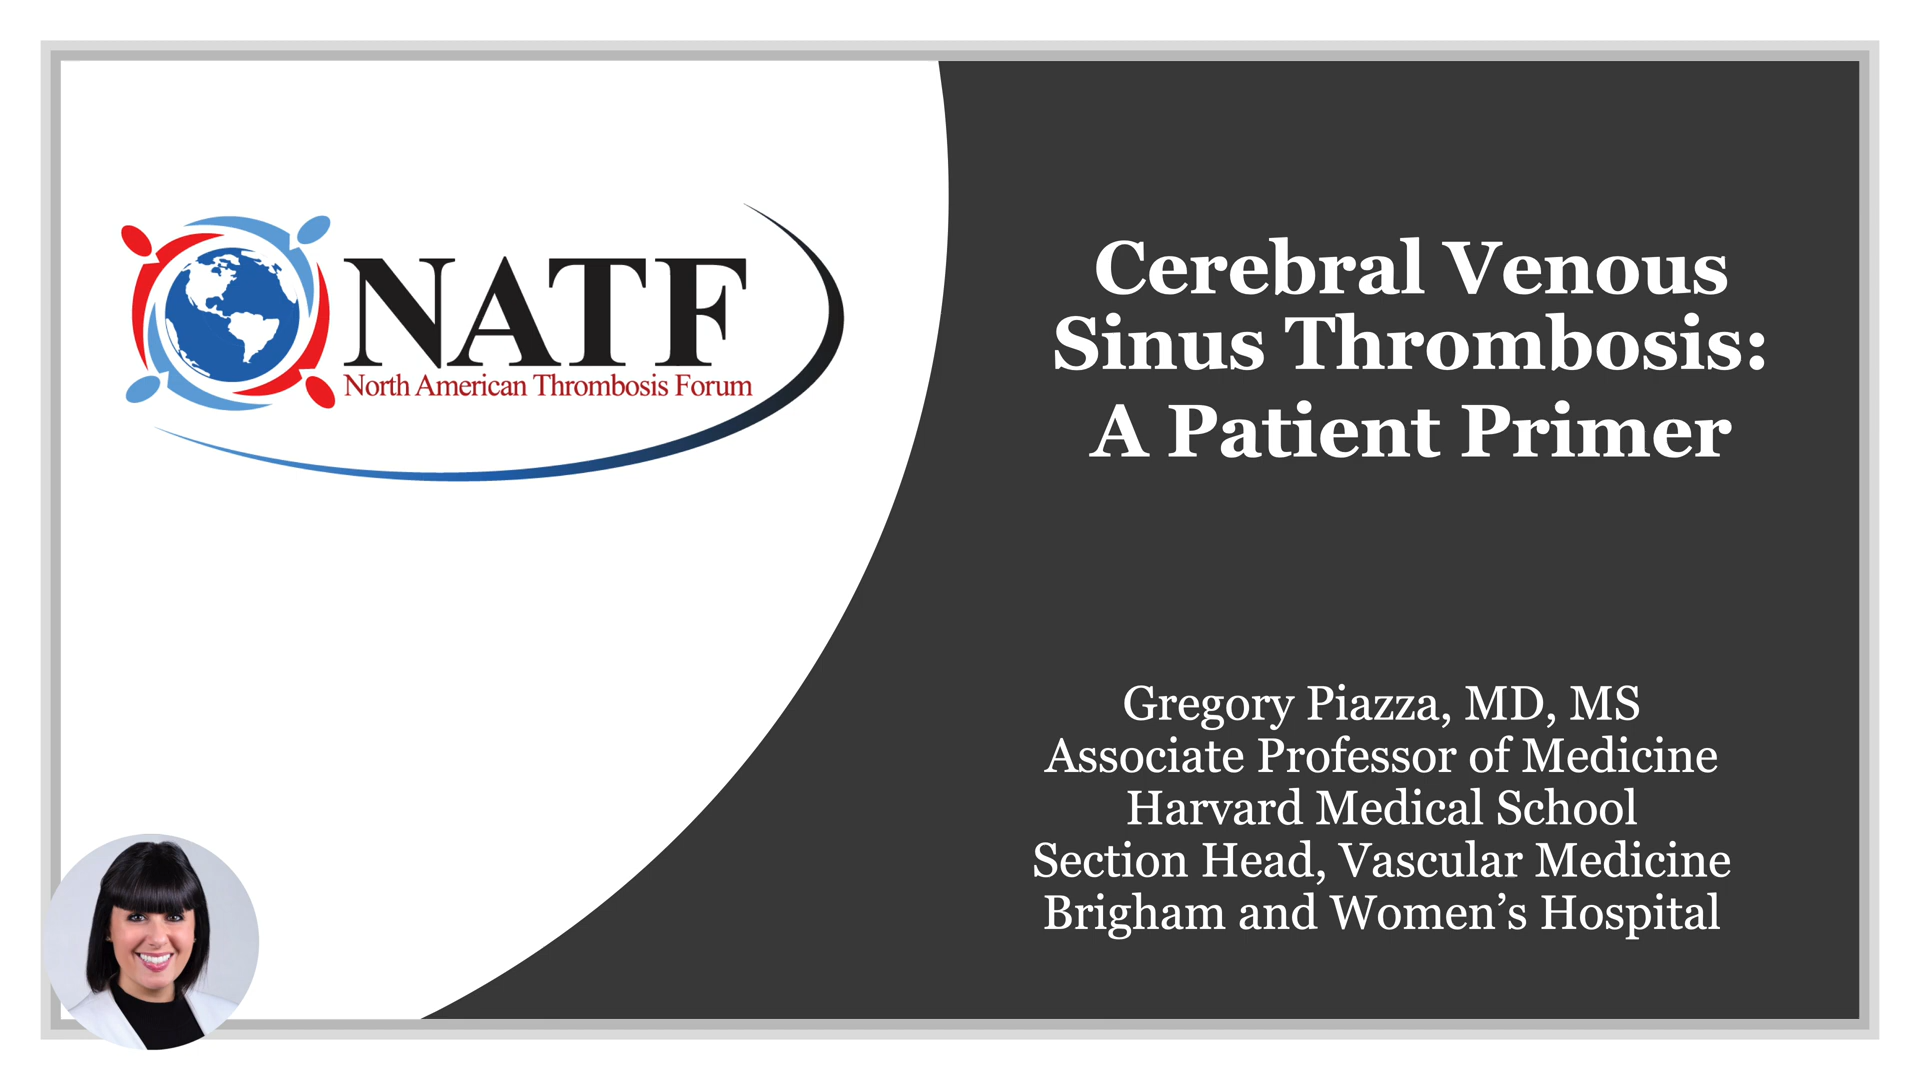 NATF
North American Thrombosis Forum
Cerebral Venous
Sinus Thrombosis:
A Patient Primer
Gregory Piazza, MD, MS
Associate Professor of Medicine
Harvard Medical School
Section Head, Vascular Medicine
Brigham and Women’s Hospital